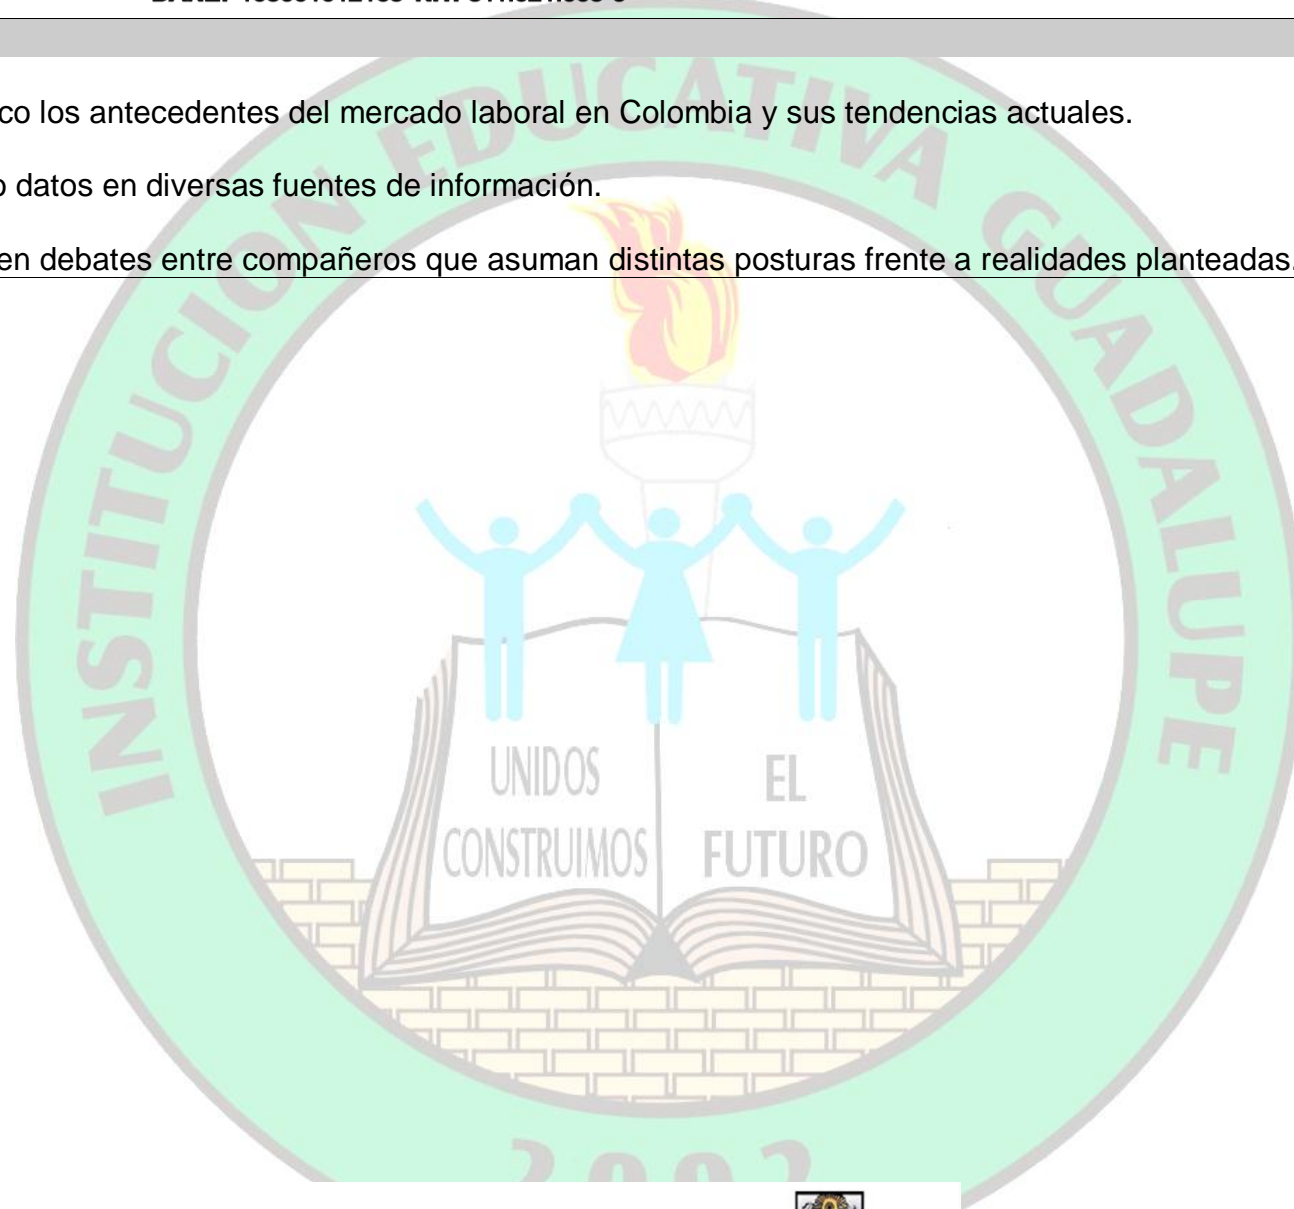 co los antecedentes del mercado laboral en Colombia y sus tendencias actuales.
o datos en diversas fuentes de información.
en debates entre compañeros que asuman distintas posturas frente a realidades planteadas.
INSTITUCION EDUCATIVA GUADALUPE
UNIDOS
CONSTRUIMOS
EL
FUTURO
2002